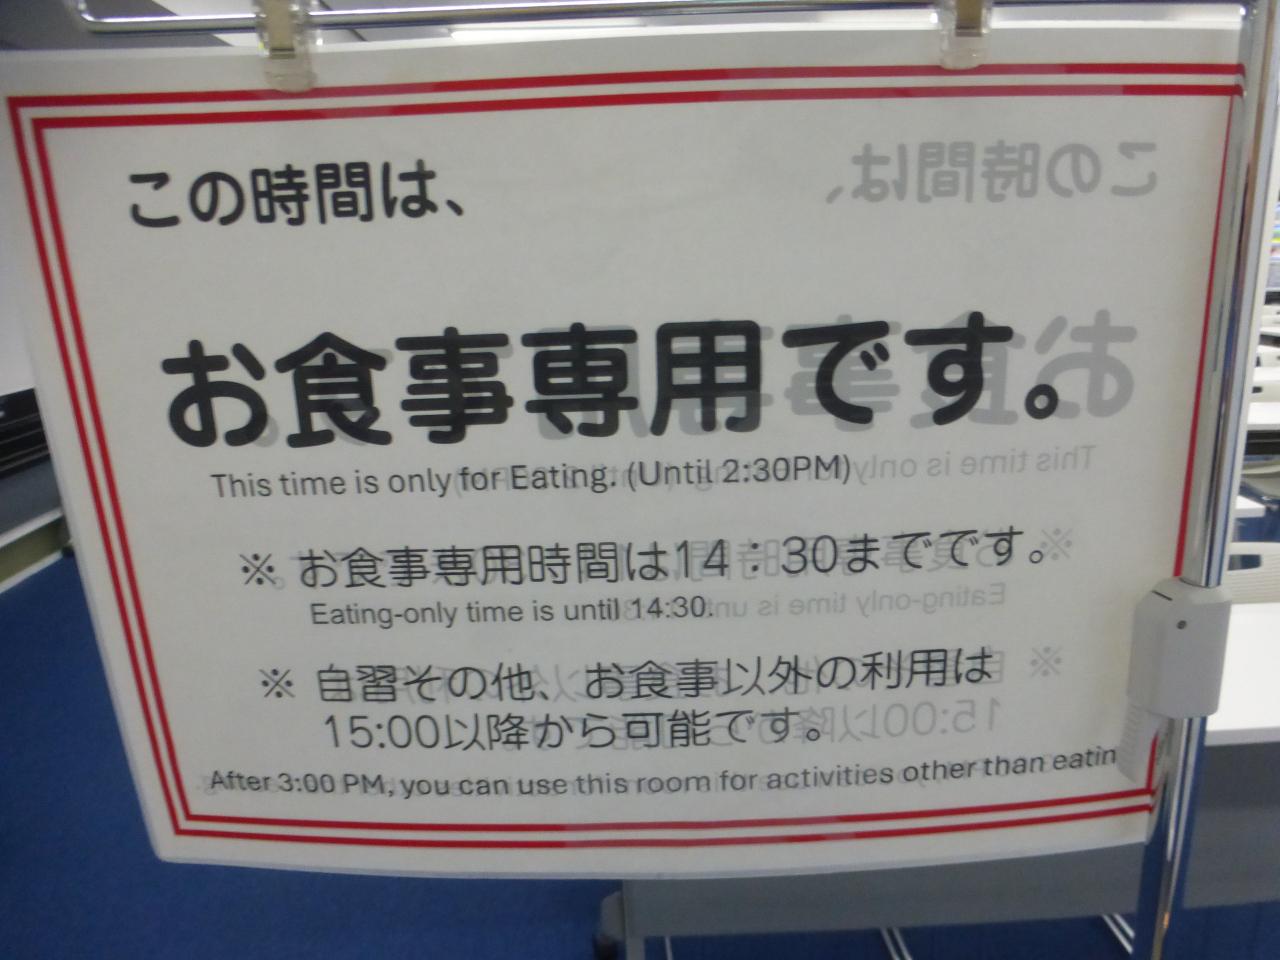 この時間は、
お食事専用です。
This time is only for Eating. (Until 2:30PM)
※ お食事専用時間は14：30までです。
Eating-only time is until 14:30.
※ 自習その他、お食事以外の利用は
15:00以降から可能です。
After 3:00 PM, you can use this room for activities other than eatin